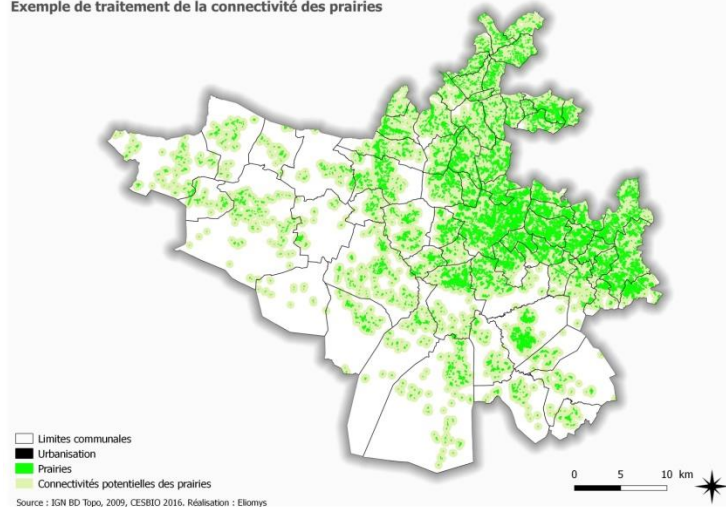 Exemple de traitement de la connectivité des prairies
Limites communales
Urbanisation
Prairies
Connectivités potentielles des prairies
0 5 10 km
Source : IGN BD Topo, 2009, CESBIO 2016. Réalisation : Eliomys